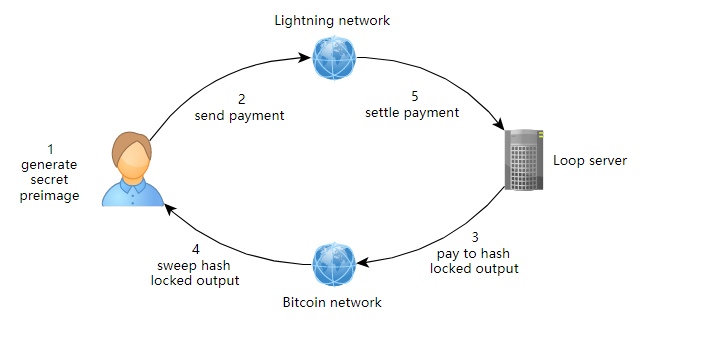 Lightning network
2
send payment
5
settle payment
1
generate
secret
preimage
Loop server
3
pay to hash
locked output
4
sweep hash
locked output
Bitcoin network